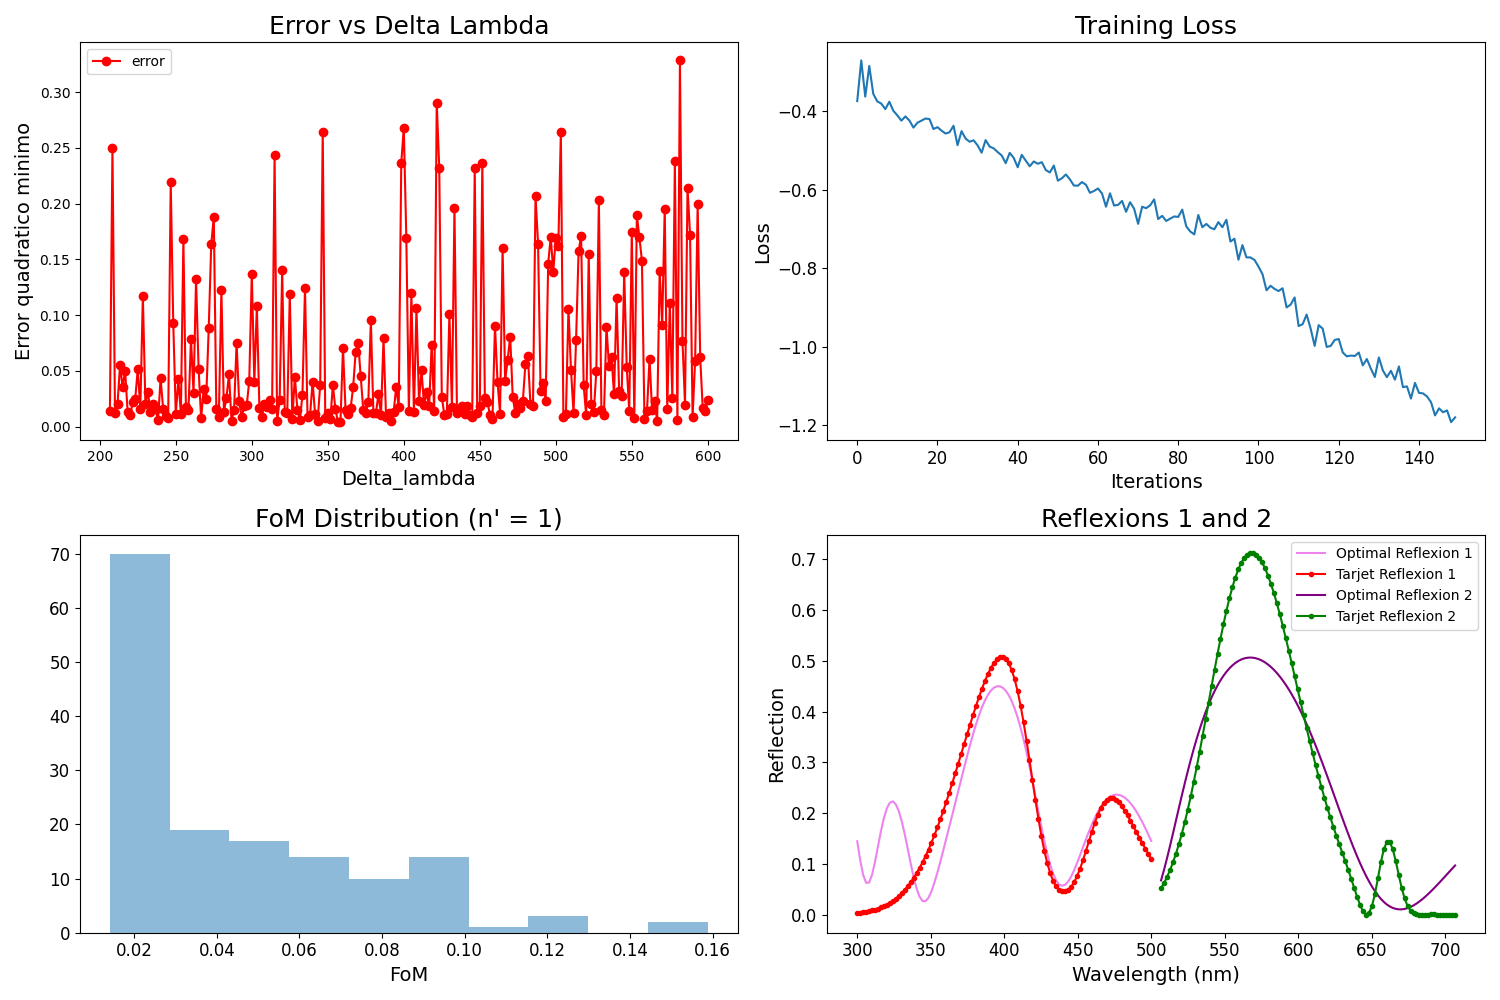 Error vs Delta Lambda
error
Error quadratico minimo
0.30
0.25
0.20
0.15
0.10
0.05
0.00
200 250 300 350 400 450 500 550 600
Delta_lambda
Training Loss
Loss
−0.4
−0.6
−0.8
−1.0
−1.2
0 20 40 60 80 100 120 140
Iterations
FoM Distribution (n' = 1)
70
60
50
40
30
20
10
0
0.02 0.04 0.06 0.08 0.10 0.12 0.14 0.16
FoM
Reflexions 1 and 2
Optimal Reflexion 1
Tarjet Reflexion 1
Optimal Reflexion 2
Tarjet Reflexion 2
Reflection
0.7
0.6
0.5
0.4
0.3
0.2
0.1
0.0
300 350 400 450 500 550 600 650 700
Wavelength (nm)